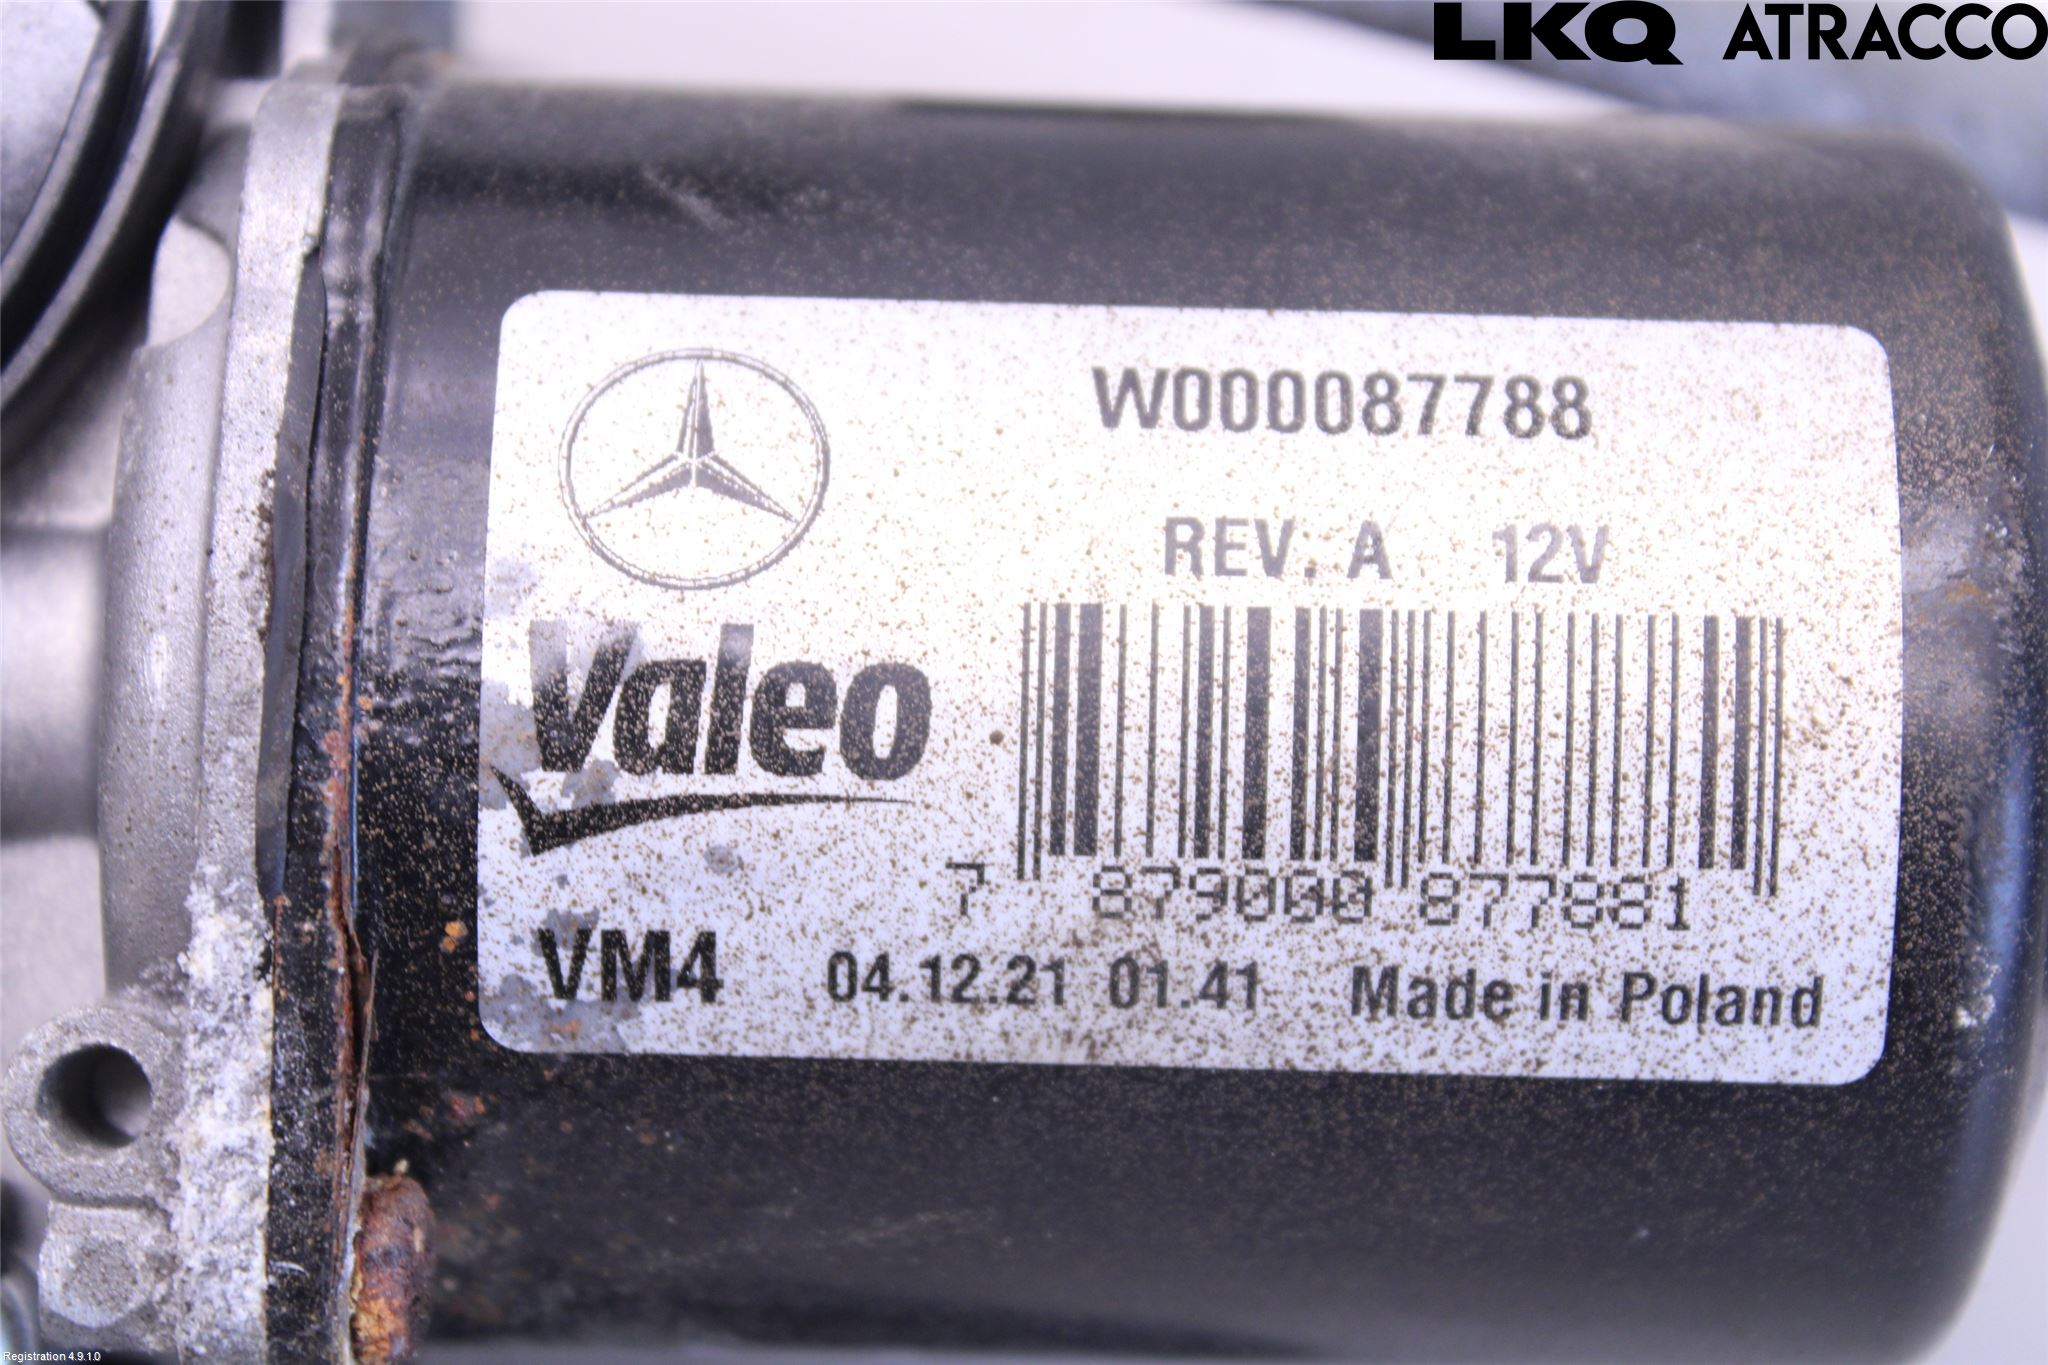 LKQ ATRACCO
W000087788
REV. A 12V
Valeo
7 879000 877881
VM4 04.12.21 01.41 Made in Poland
Registration 4.9.1.0